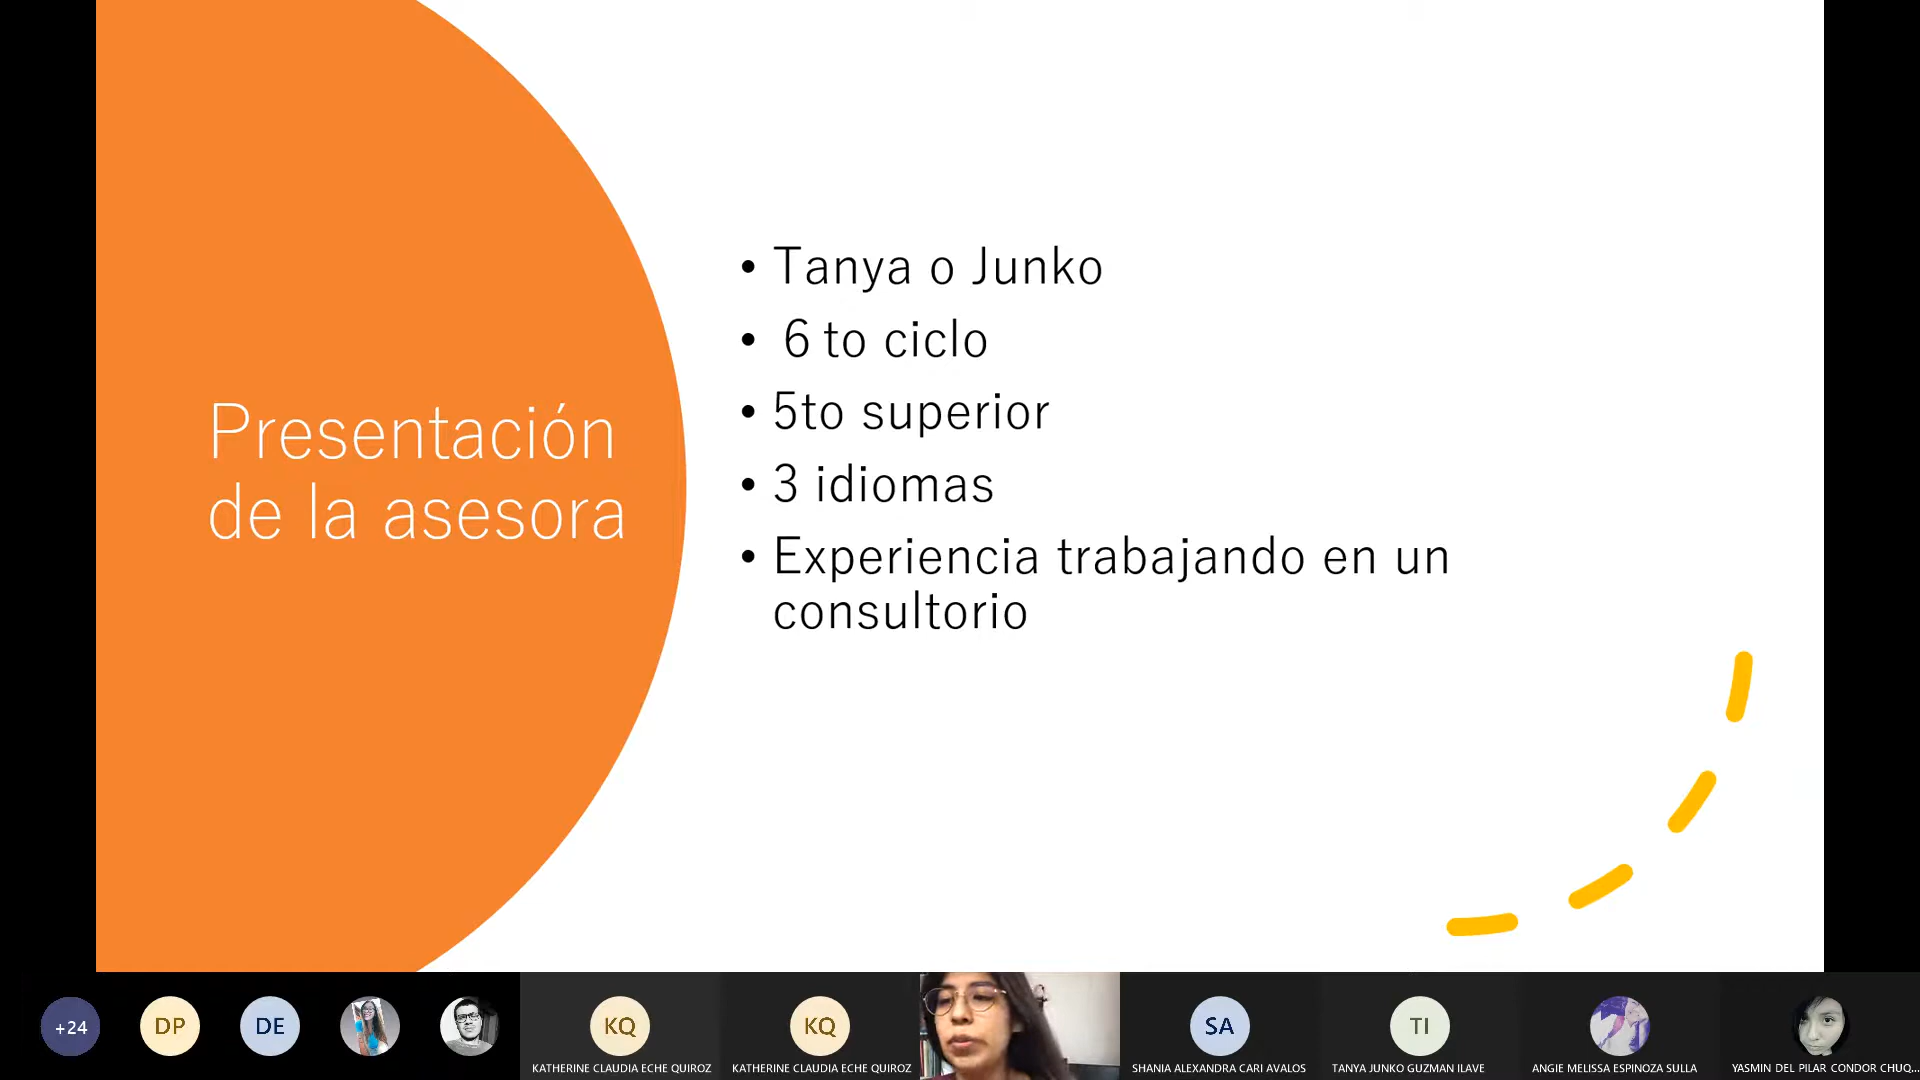 Presentación
de la asesora
• Tanya o Junko
• 6 to ciclo
• 5to superior
• 3 idiomas
• Experiencia trabajando en un
consultorio
+24
DP
DE
KQ
KATHERINE CLAUDIA ECHE QUIROZ
KQ
KATHERINE CLAUDIA ECHE QUIROZ
SA
SHANIA ALEXANDRA CARI AVALOS
TI
TANYA JUNKO GUZMAN ILAVE
ANGIE MELISSA ESPINOZA SULLA
YASMIN DEL PILAR CONDOR CHUQ...